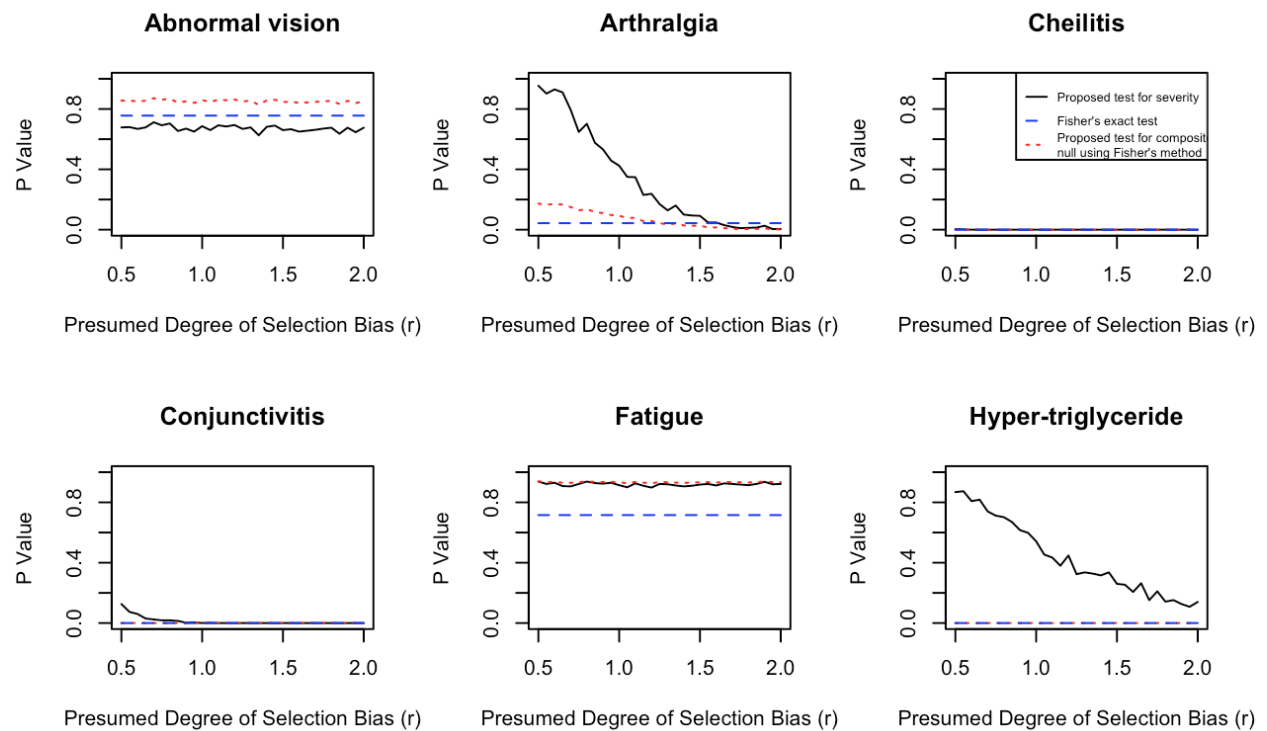 Abnormal vision
P Value
0.0 0.4 0.8
0.5 1.0 1.5 2.0
Presumed Degree of Selection Bias (r)
Arthralgia
P Value
0.0 0.4 0.8
0.5 1.0 1.5 2.0
Presumed Degree of Selection Bias (r)
Cheilitis
P Value
0.0 0.4 0.8
Proposed test for severity
Fisher's exact test
Proposed test for composit
null using Fisher's method
0.5 1.0 1.5 2.0
Presumed Degree of Selection Bias (r)
Conjunctivitis
P Value
0.0 0.4 0.8
0.5 1.0 1.5 2.0
Presumed Degree of Selection Bias (r)
Fatigue
P Value
0.0 0.4 0.8
0.5 1.0 1.5 2.0
Presumed Degree of Selection Bias (r)
Hyper-triglyceride
P Value
0.0 0.4 0.8
0.5 1.0 1.5 2.0
Presumed Degree of Selection Bias (r)